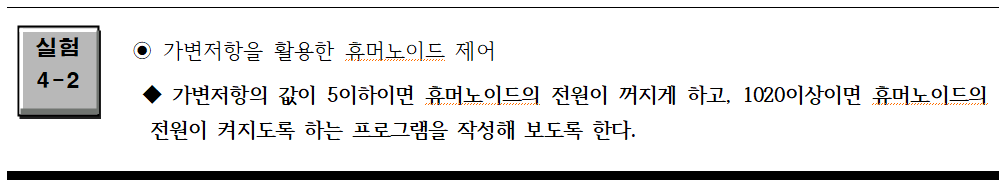 실험
4-2
◉ 가변저항을 활용한 휴머노이드 제어
◆ 가변저항의 값이 5이하이면 휴머노이드의 전원이 꺼지게 하고, 1020이상이면 휴머노이드의
전원이 켜지도록 하는 프로그램을 작성해 보도록 한다.